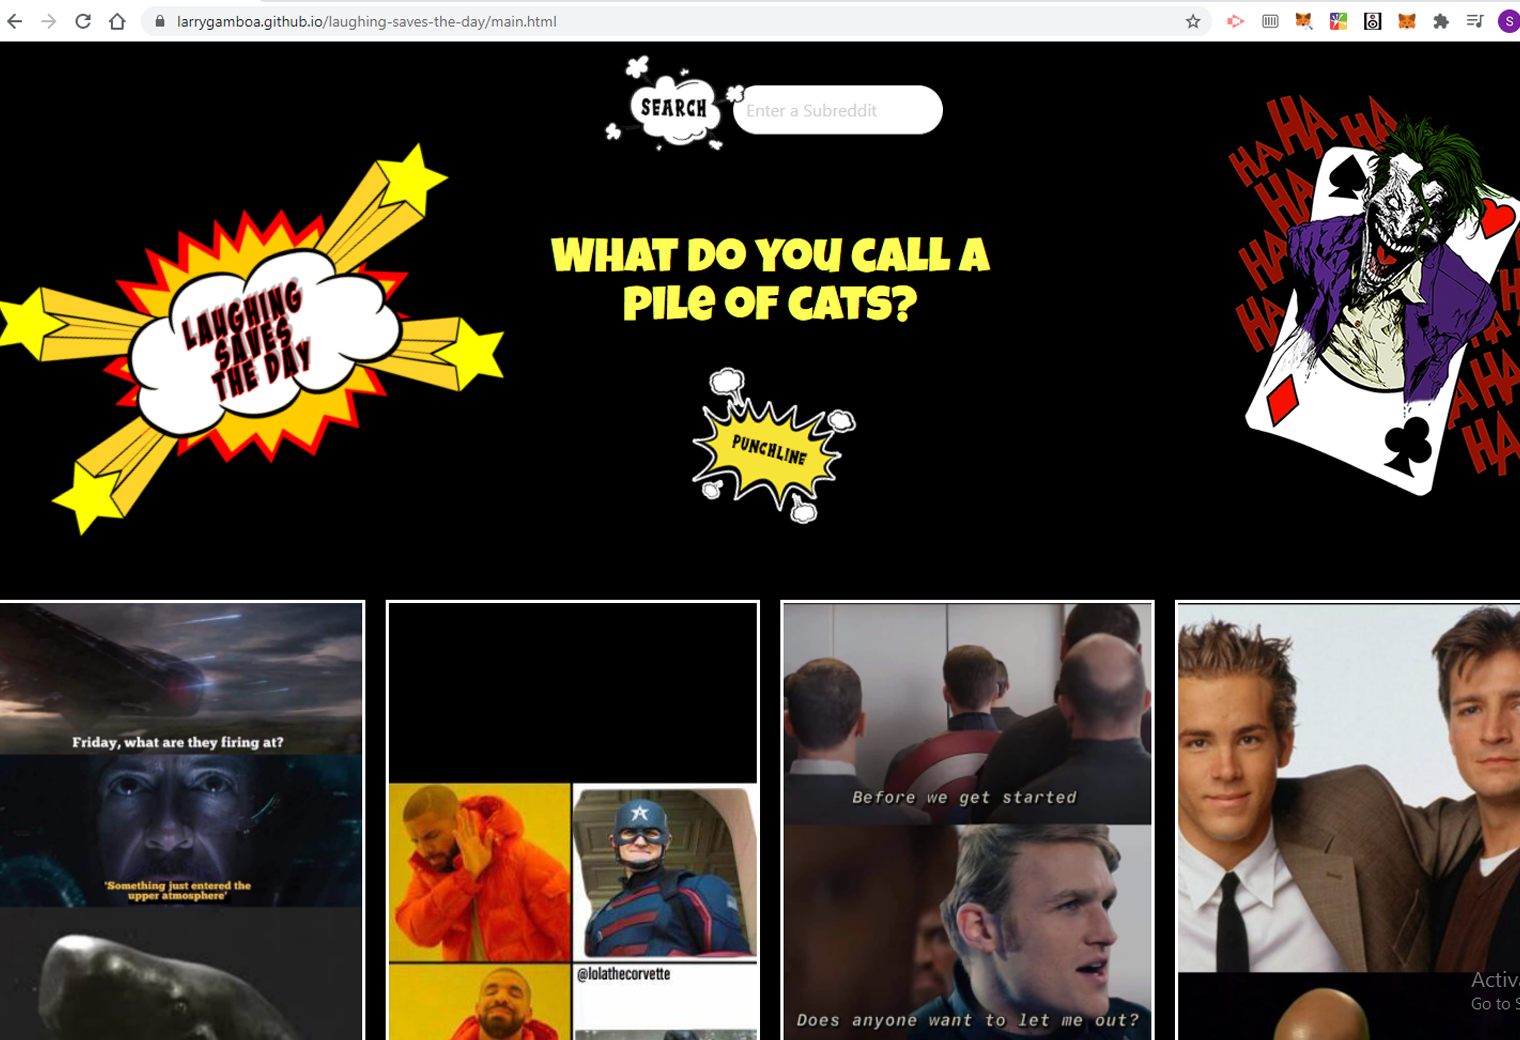 larrygamboa.github.io/laughing-saves-the-day/main.html
S
SEARCH
Enter a Subreddit
LAUGHING
SAVES
THE DAY
WHAT DO YOU CALL A
PILE OF CATS?
PUNCHLINE
HA HA HA
HA
HA
HA
HA
HA
Friday, what are they firing at?
'Something just entered the
upper atmosphere'
@lolathecorvette
Before we get started
Does anyone want to let me out?
Go to